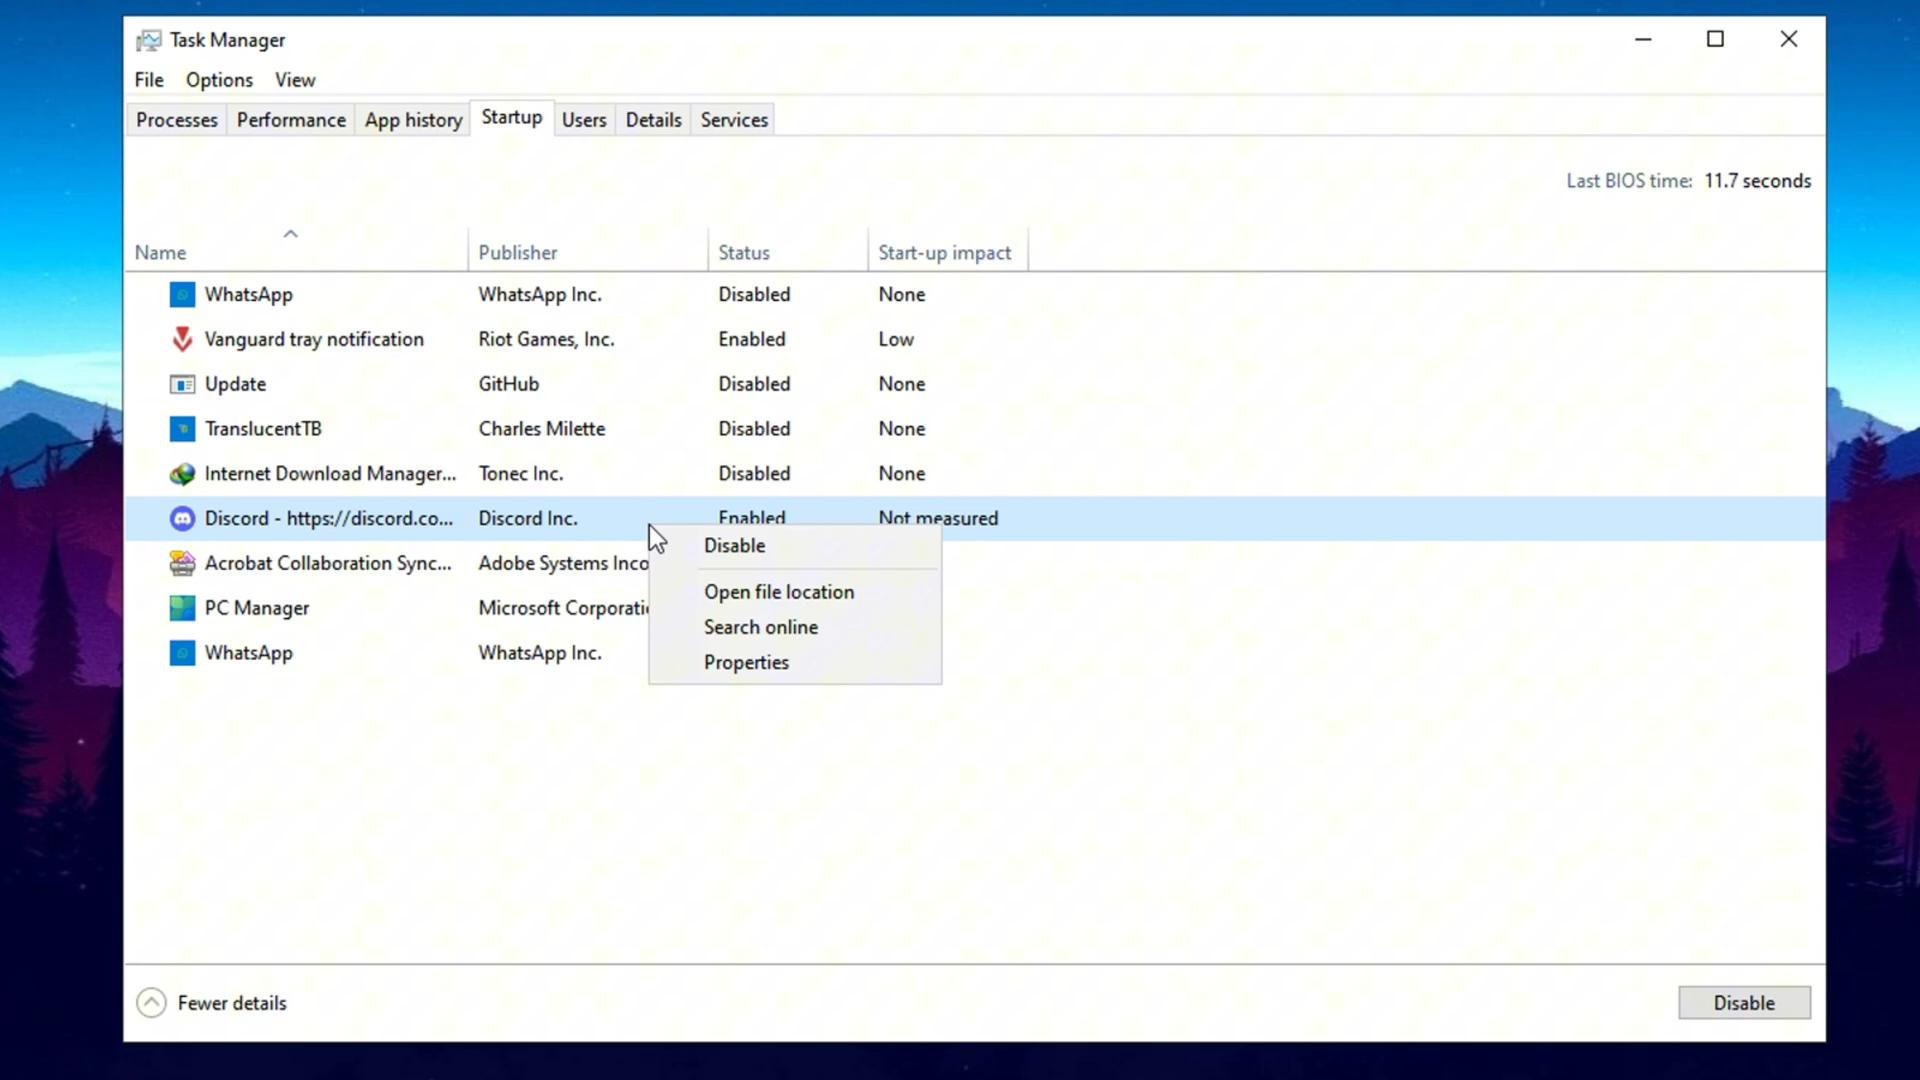 Task Manager
File Options View
Processes Performance App history Startup Users Details Services
Last BIOS time: 11.7 seconds
Name Publisher Status Start-up impact
WhatsApp WhatsApp Inc. Disabled None
Vanguard tray notification Riot Games, Inc. Enabled Low
Update GitHub Disabled None
TranslucentTB Charles Milette Disabled None
Internet Download Manager... Tonec Inc. Disabled None
Discord - https://discord.co... Discord Inc. Enabled Not measured
Disable
Acrobat Collaboration Sync... Adobe Systems Inco
Open file location
PC Manager Microsoft Corporati
Search online
WhatsApp WhatsApp Inc.
Properties
Fewer details Disable